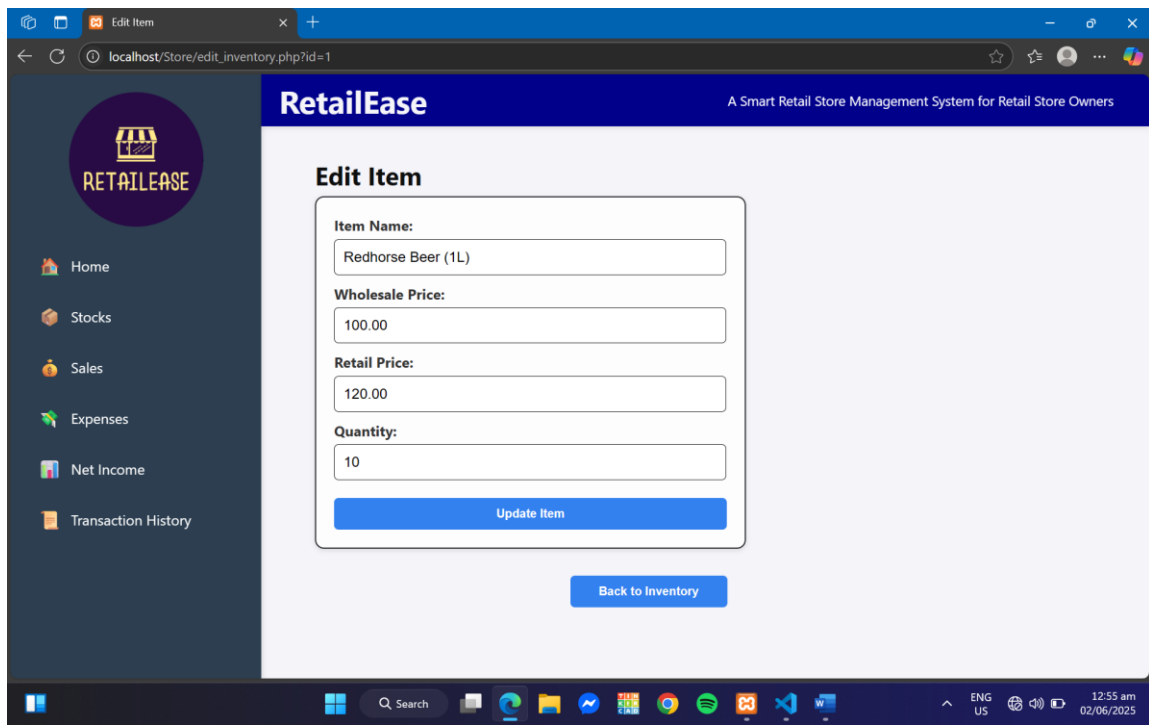 Edit Item
localhost/Store/edit_inventory.php?id=1
RETAILEASE
Home
Stocks
Sales
Expenses
Net Income
Transaction History
RetailEase
A Smart Retail Store Management System for Retail Store Owners
Edit Item
Item Name:
Redhorse Beer (1L)
Wholesale Price:
100.00
Retail Price:
120.00
Quantity:
10
Update Item
Back to Inventory
Search
ENG
US
12:55 am
02/06/2025